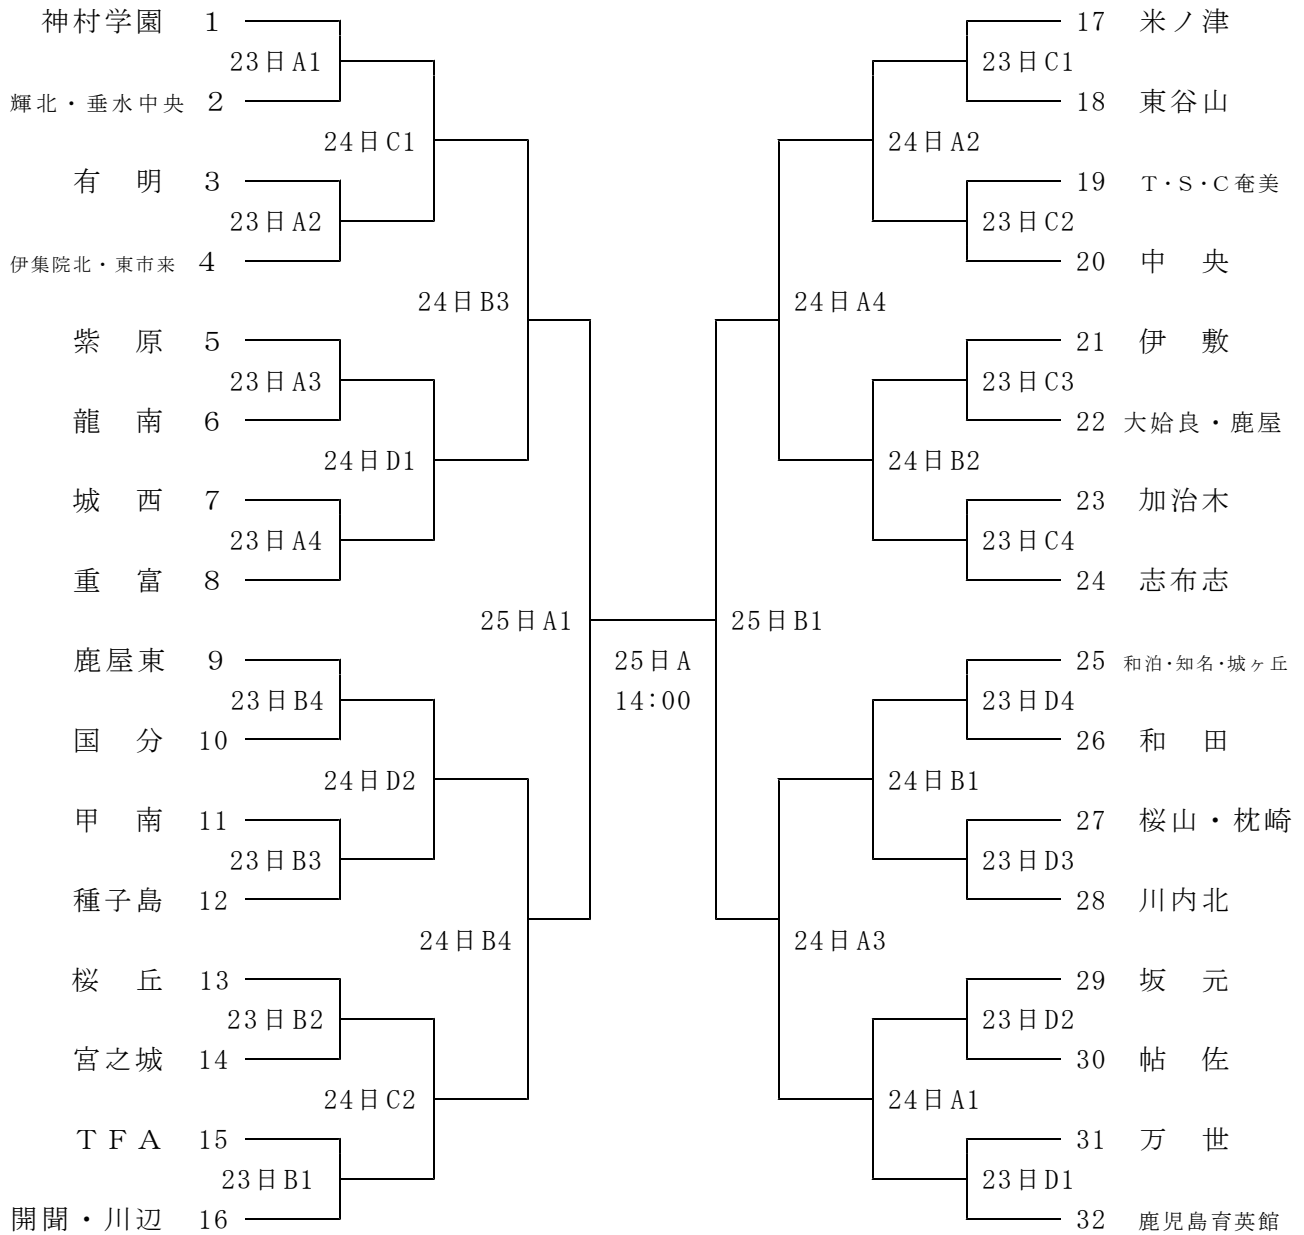 神村学園 1
23日A1
輝北・垂水中央 2
24日C1
有　明 3
23日A2
伊集院北・東市来 4
24日B3
紫　原 5
23日A3
龍　南 6
24日D1
城　西 7
23日A4
重　富 8
25日A1
鹿屋東 9
23日B4
国　分 10
24日D2
甲　南 11
23日B3
種子島 12
24日B4
桜　丘 13
23日B2
宮之城 14
24日C2
ＴＦＡ 15
23日B1
開聞・川辺 16
25日A
14:00
17 米ノ津
23日C1
18 東谷山
24日A2
19 Ｔ・Ｓ・Ｃ奄美
23日C2
20 中　央
24日A4
21 伊　敷
23日C3
22 大姶良・鹿屋
24日B2
23 加治木
23日C4
24 志布志
25日B1
25 和泊・知名・城ヶ丘
23日D4
26 和　田
24日B1
27 桜山・枕崎
23日D3
28 川内北
24日A3
29 坂　元
23日D2
30 帖　佐
24日A1
31 万　世
23日D1
32 鹿児島育英館